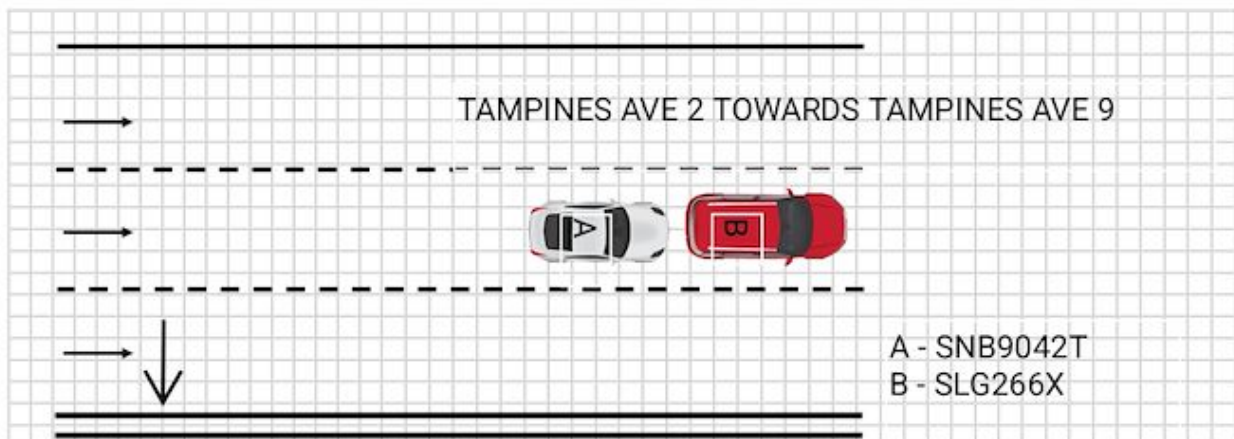 TAMPINES AVE 2 TOWARDS TAMPINES AVE 9
A
B
A - SNB9042T
B - SLG266X